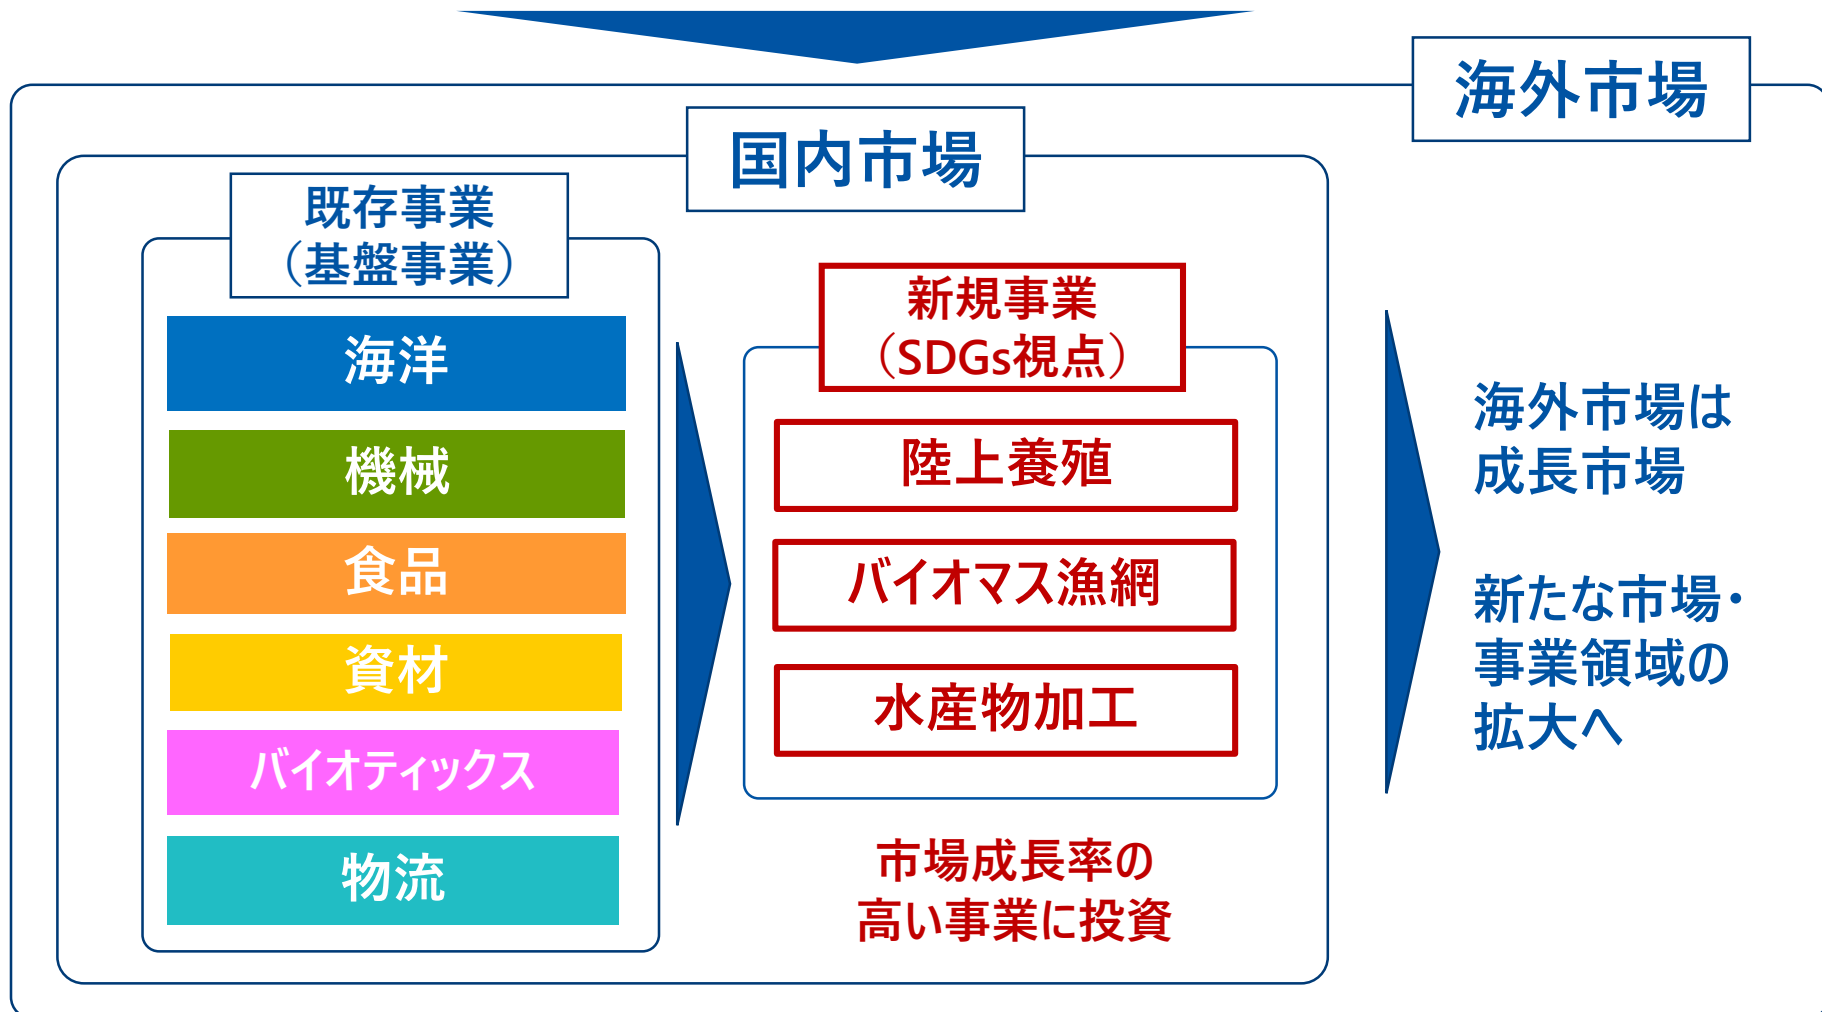 海外市場
国内市場
既存事業
（基盤事業）
海洋
機械
食品
資材
バイオティックス
物流
新規事業
（SDGs視点）
陸上養殖
バイオマス漁網
水産物加工
市場成長率の
高い事業に投資
海外市場は
成長市場
新たな市場・
事業領域の
拡大へ